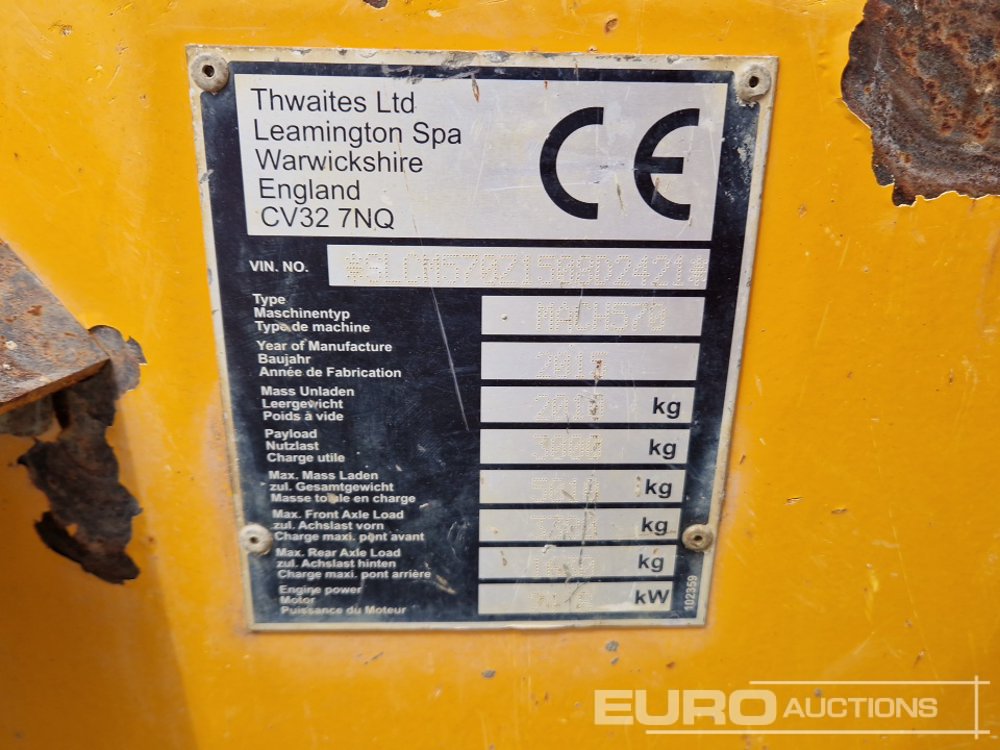 Thwaites Ltd
Leamington Spa
Warwickshire
England
CV32 7NQ
CE
VIN. NO.
Type
Maschinentyp
Type de machine
MACH570
Year of Manufacture
Baujahr
Année de Fabrication
2015
Mass Unladen
Leergewicht
Poids à vide
kg
Payload
Nutzlast
Charge utile
3000 kg
Max. Mass Laden
zul. Gesamtgewicht
Masse totale en charge
kg
Max. Front Axle Load
zul. Achslast vorn
Charge maxi. pont avant
kg
Max. Rear Axle Load
zul. Achslast hinten
Charge maxi. pont arrière
kg
Engine power
Motor
Puissance du Moteur
kW
102359
EURO AUCTIONS